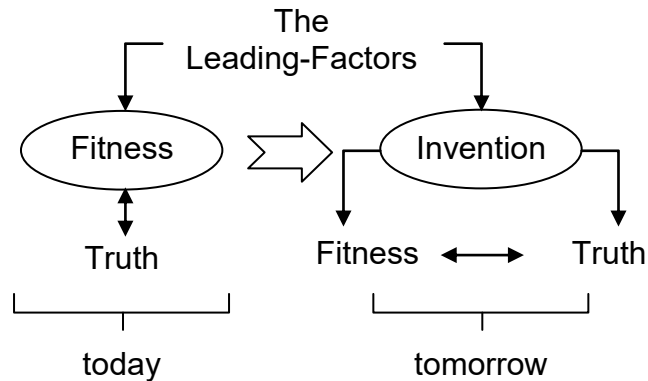 The
Leading-Factors
Fitness
Invention
Truth
Fitness
Truth
today
tomorrow